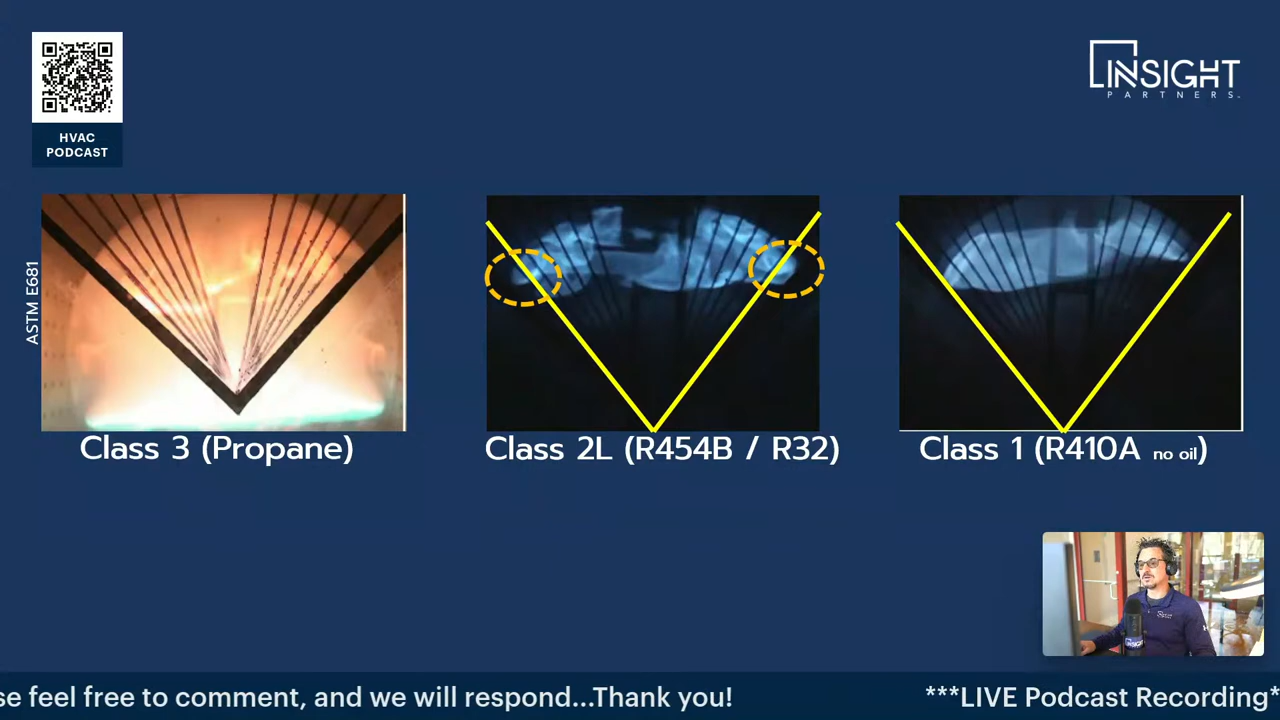 HVAC
PODCAST
INSIGHT
PARTNERS.
ASTM E681
Class 3 (Propane)
Class 2L (R454B / R32)
Class 1 (R410A no oil)
INSIGHT
se feel free to comment, and we will respond...Thank you!
***LIVE Podcast Recording*